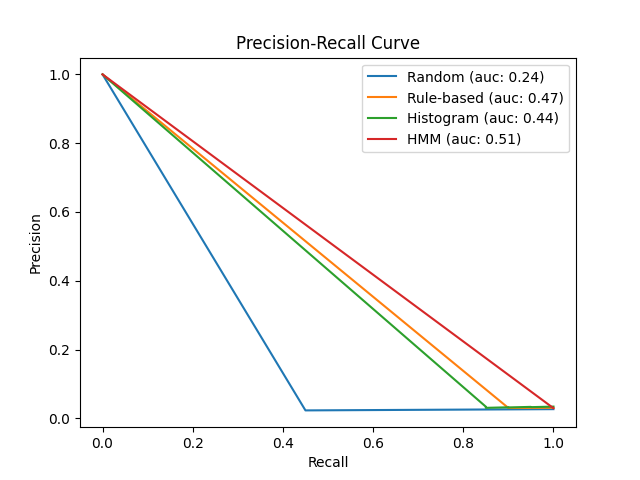 Precision-Recall Curve
Random (auc: 0.24)
Rule-based (auc: 0.47)
Histogram (auc: 0.44)
HMM (auc: 0.51)
Precision
1.0
0.8
0.6
0.4
0.2
0.0
0.0 0.2 0.4 0.6 0.8 1.0
Recall